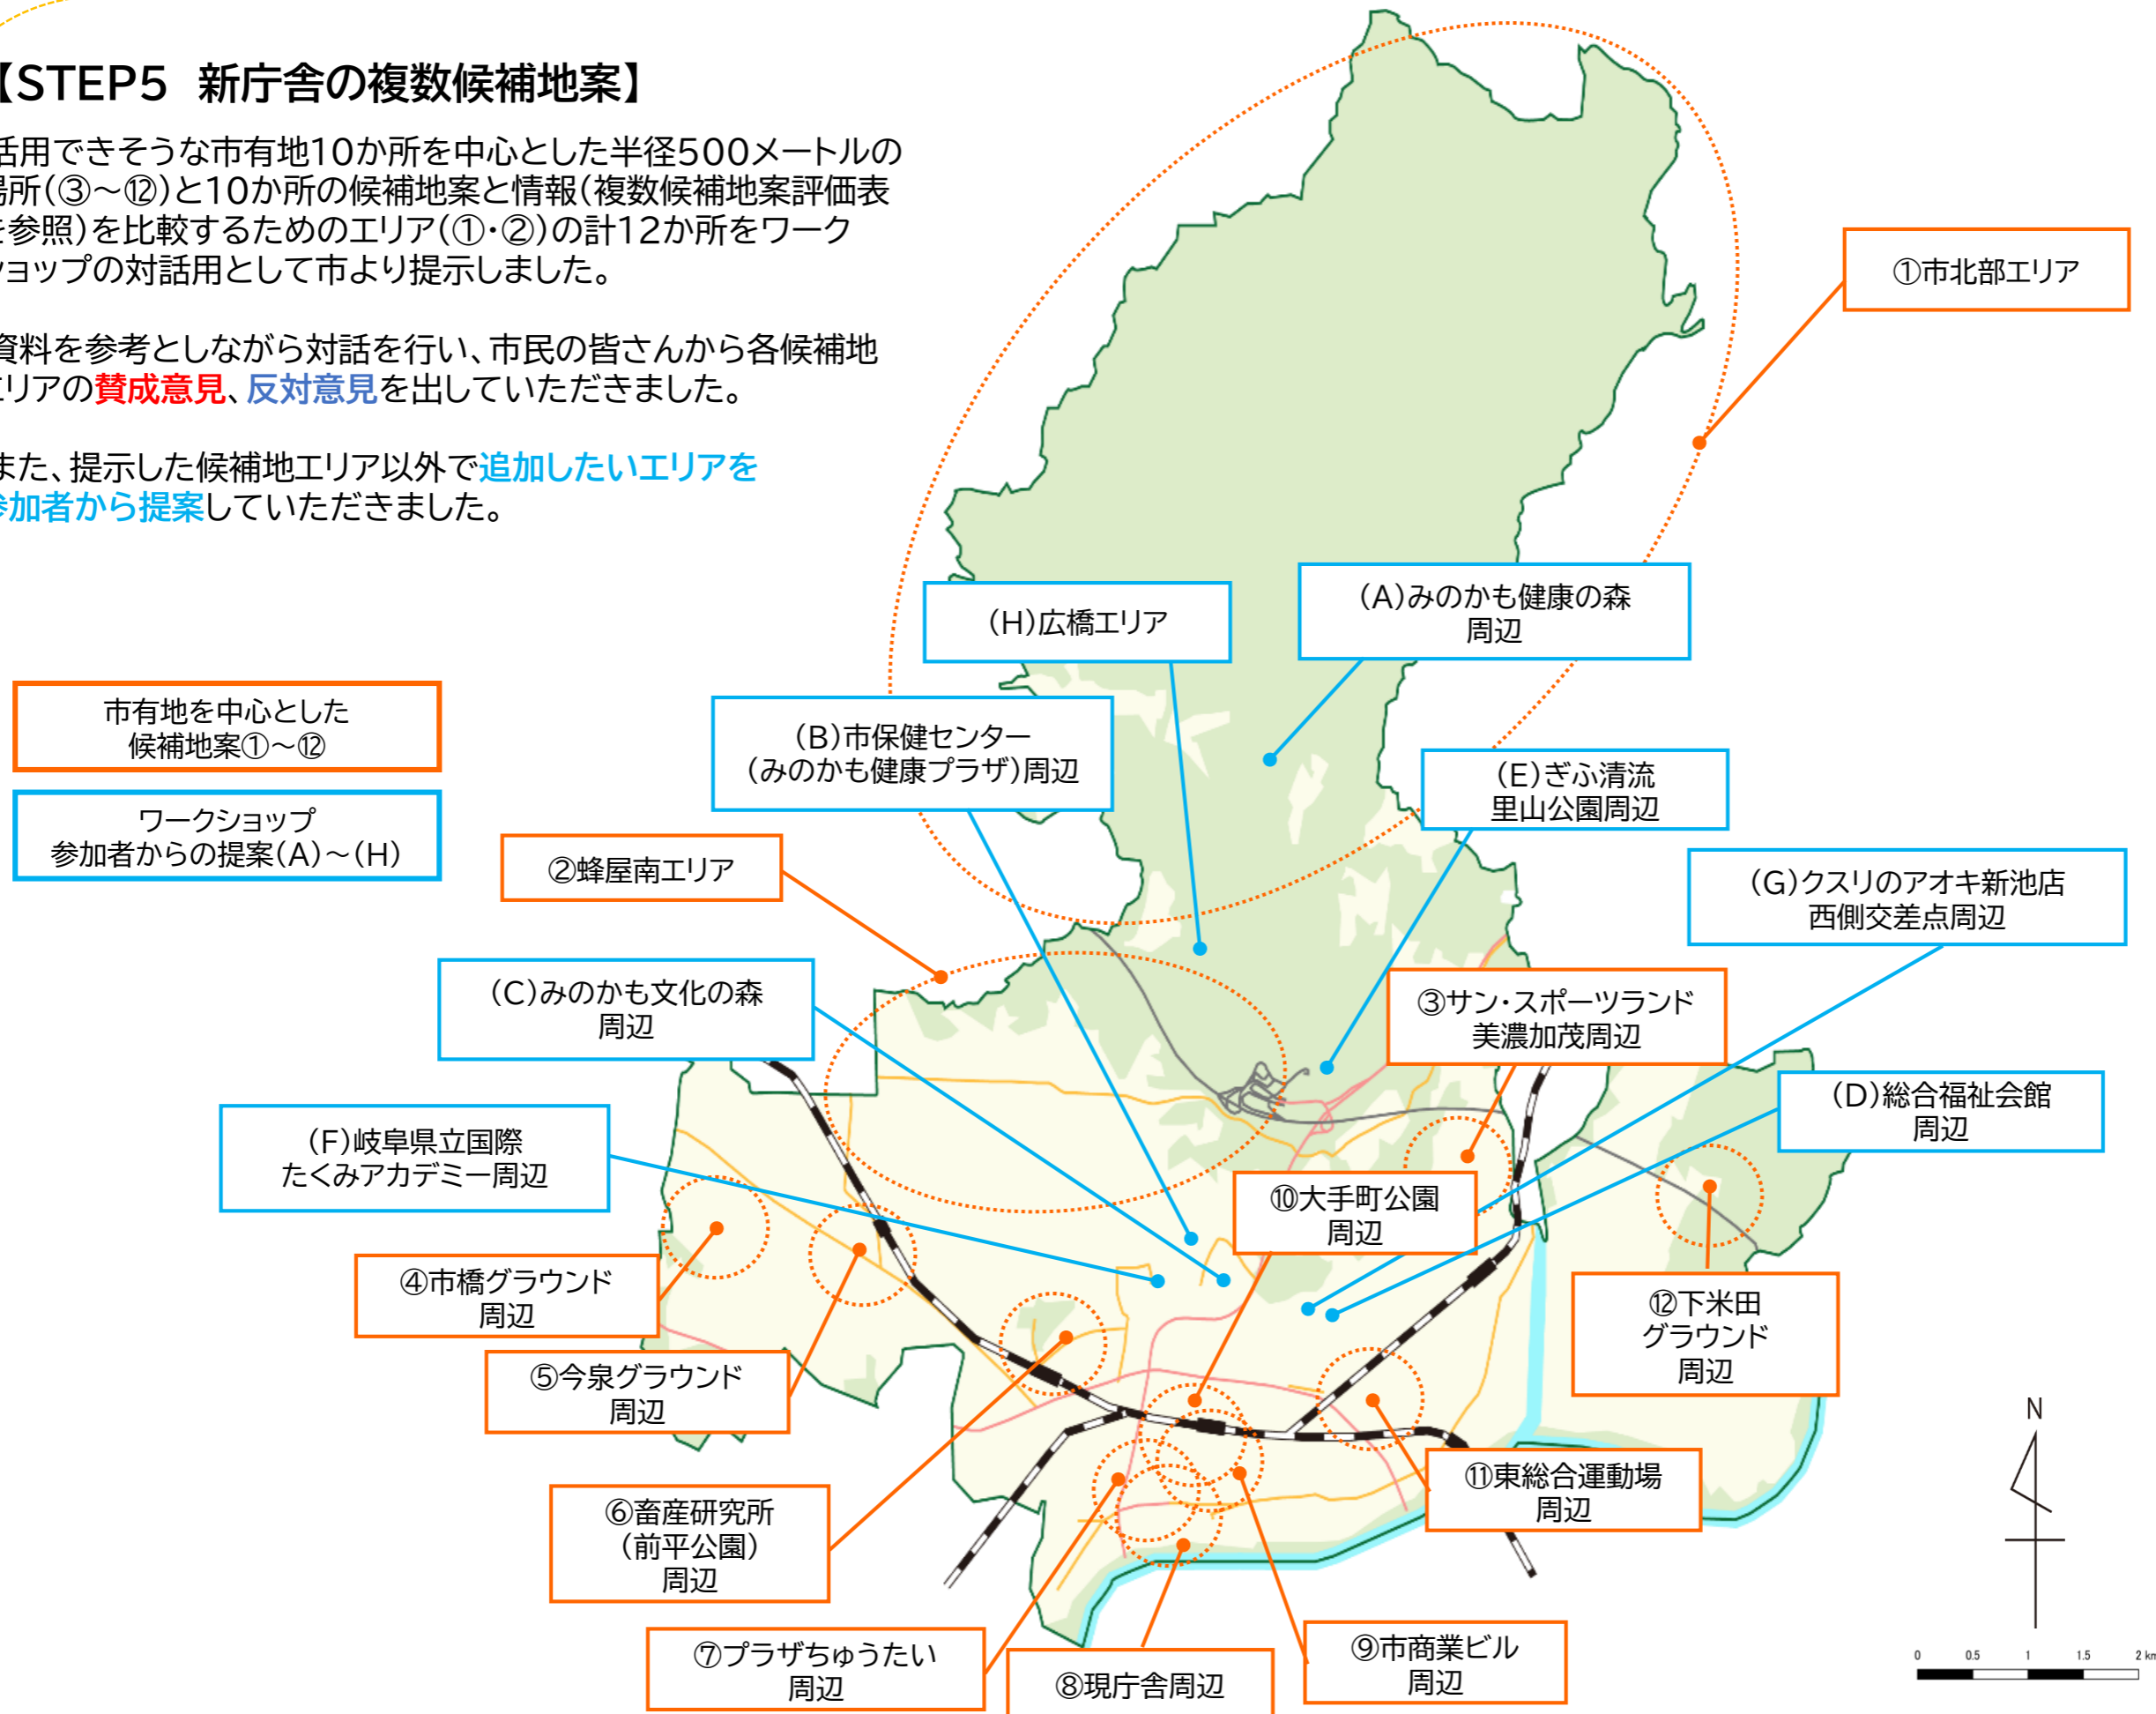 【STEP5 新庁舎の複数候補地案】
活用できそうな市有地10か所を中心とした半径500メートルの
場所(③～⑫)と10か所の候補地案と情報(複数候補地案評価表
を参照)を比較するためのエリア(①・②)の計12か所をワーク
ショップの対話用として市より提示しました。
資料を参考としながら対話を行い、市民の皆さんから各候補地
エリアの賛成意見、反対意見を出していただきました。
また、提示した候補地エリア以外で追加したいエリアを
参加者から提案していただきました。
①市北部エリア
(A)みのかも健康の森
周辺
(H)広橋エリア
市有地を中心とした
候補地案①～⑫
(B)市保健センター
(みのかも健康プラザ)周辺
(E)ぎふ清流
里山公園周辺
ワークショップ
参加者からの提案(A)～(H)
②蜂屋南エリア
(G)クスリのアオキ新池店
西側交差点周辺
(C)みのかも文化の森
周辺
③サン・スポーツランド
美濃加茂周辺
(D)総合福祉会館
周辺
(F)岐阜県立国際
たくみアカデミー周辺
⑩大手町公園
周辺
④市橋グラウンド
周辺
⑫下米田
グラウンド
周辺
⑤今泉グラウンド
周辺
N
⑪東総合運動場
周辺
⑥畜産研究所
(前平公園)
周辺
⑦プラザちゅうたい
周辺
⑧現庁舎周辺
⑨市商業ビル
周辺
0 0.5 1 1.5 2 km